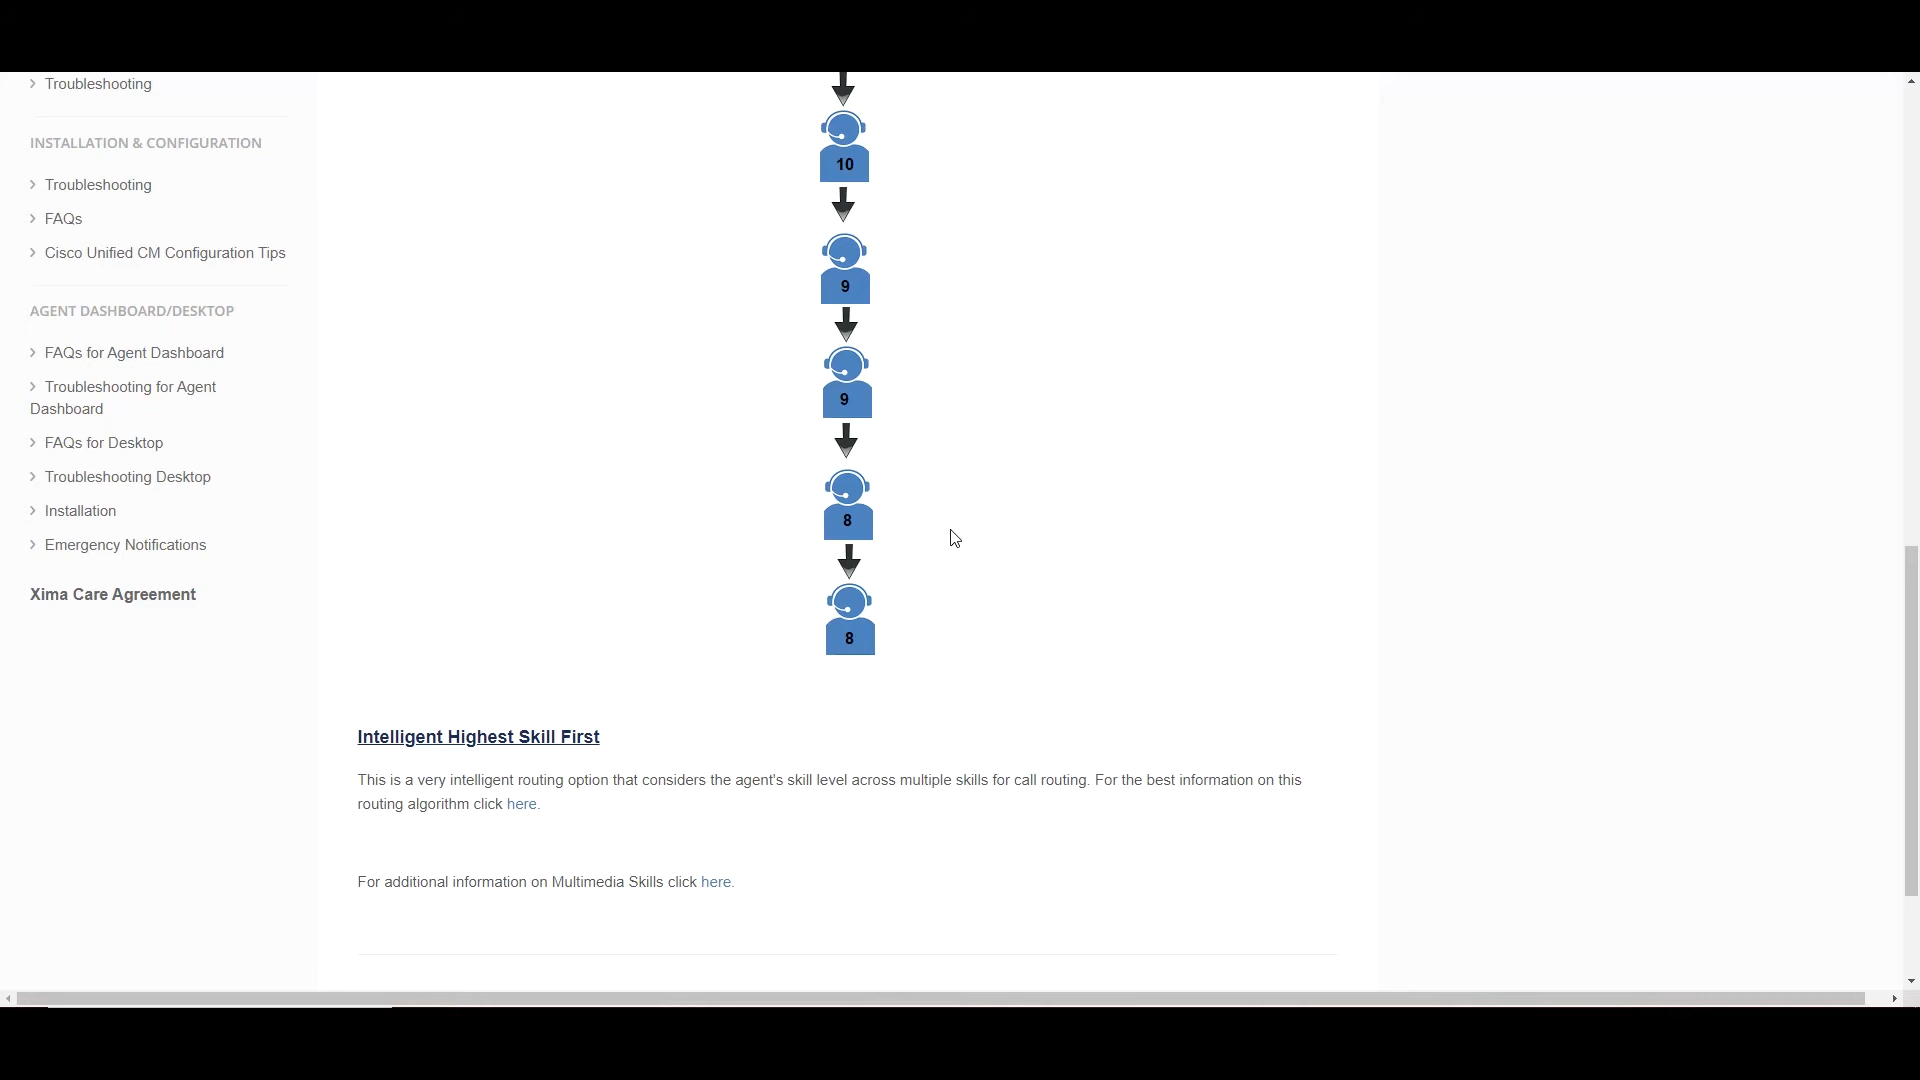 Troubleshooting
INSTALLATION & CONFIGURATION
Troubleshooting
FAQs
Cisco Unified CM Configuration Tips
AGENT DASHBOARD/DESKTOP
FAQs for Agent Dashboard
Troubleshooting for Agent
Dashboard
FAQs for Desktop
Troubleshooting Desktop
Installation
Emergency Notifications
Xima Care Agreement
10
9
9
8
8
Intelligent Highest Skill First
This is a very intelligent routing option that considers the agent's skill level across multiple skills for call routing. For the best information on this
routing algorithm click here.
For additional information on Multimedia Skills click here.